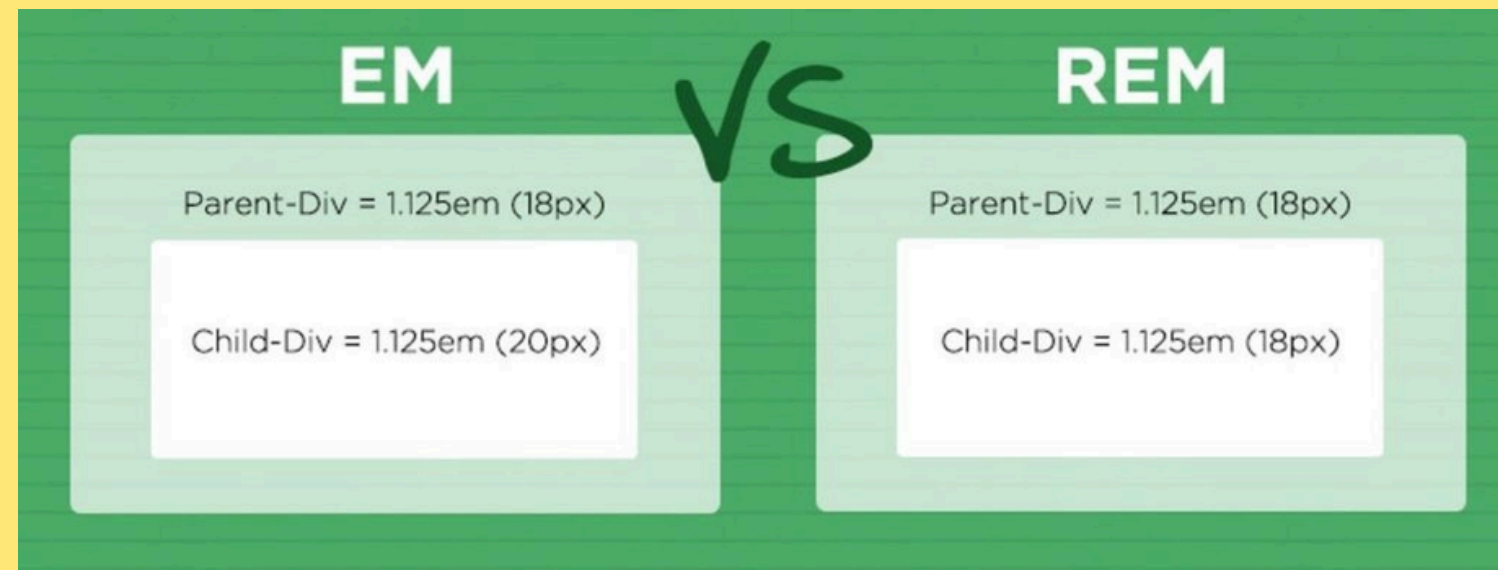 EM
VS
REM
Parent-Div = 1.125em (18px)
Child-Div = 1.125em (20px)
Parent-Div = 1.125em (18px)
Child-Div = 1.125em (18px)